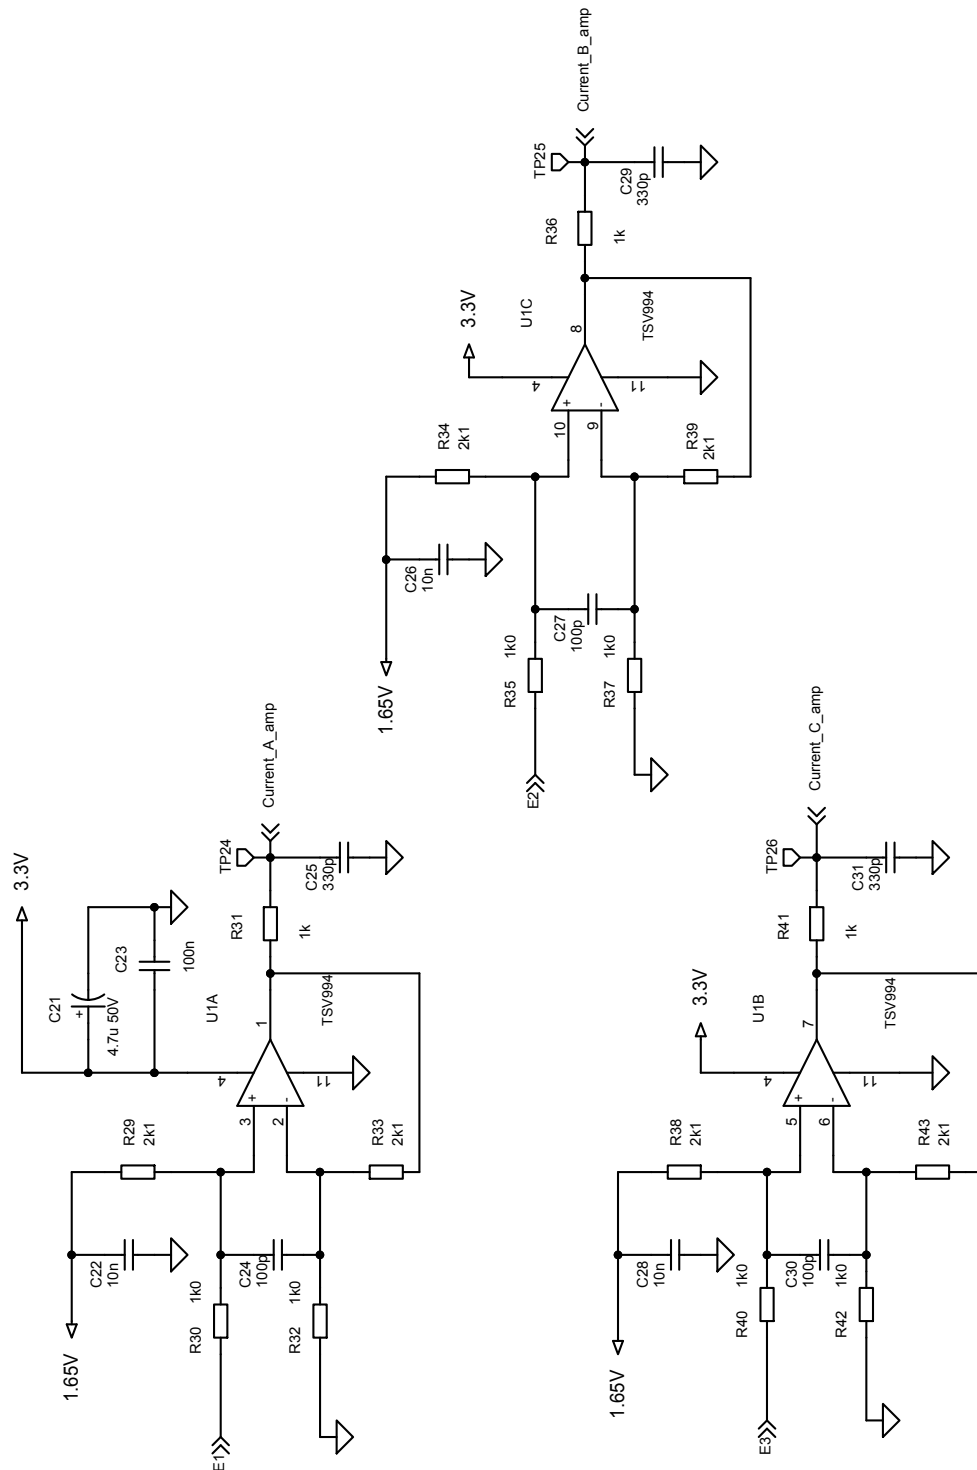 Current_B_amp
TP25
C29
330p
R36
1k
3.3V
U1C
8
TSV994
4
11
+
-
10
9
R34
2k1
R39
2k1
C26
10n
C27
100p
1.65V
1k0
R35
1k0
R37
E2
3.3V
C21
+
4.7u 50V
C23
100n
Current_A_amp
TP24
C25
330p
R31
1k
U1A
1
TSV994
4
11
+
-
3
2
R29
2k1
R33
2k1
C22
10n
C24
100p
1.65V
1k0
R30
1k0
R32
E1
Current_C_amp
TP26
C31
330p
R41
1k
3.3V
U1B
7
TSV994
4
11
+
-
5
6
R38
2k1
R43
2k1
C28
10n
C30
100p
1.65V
1k0
R40
1k0
R42
E3